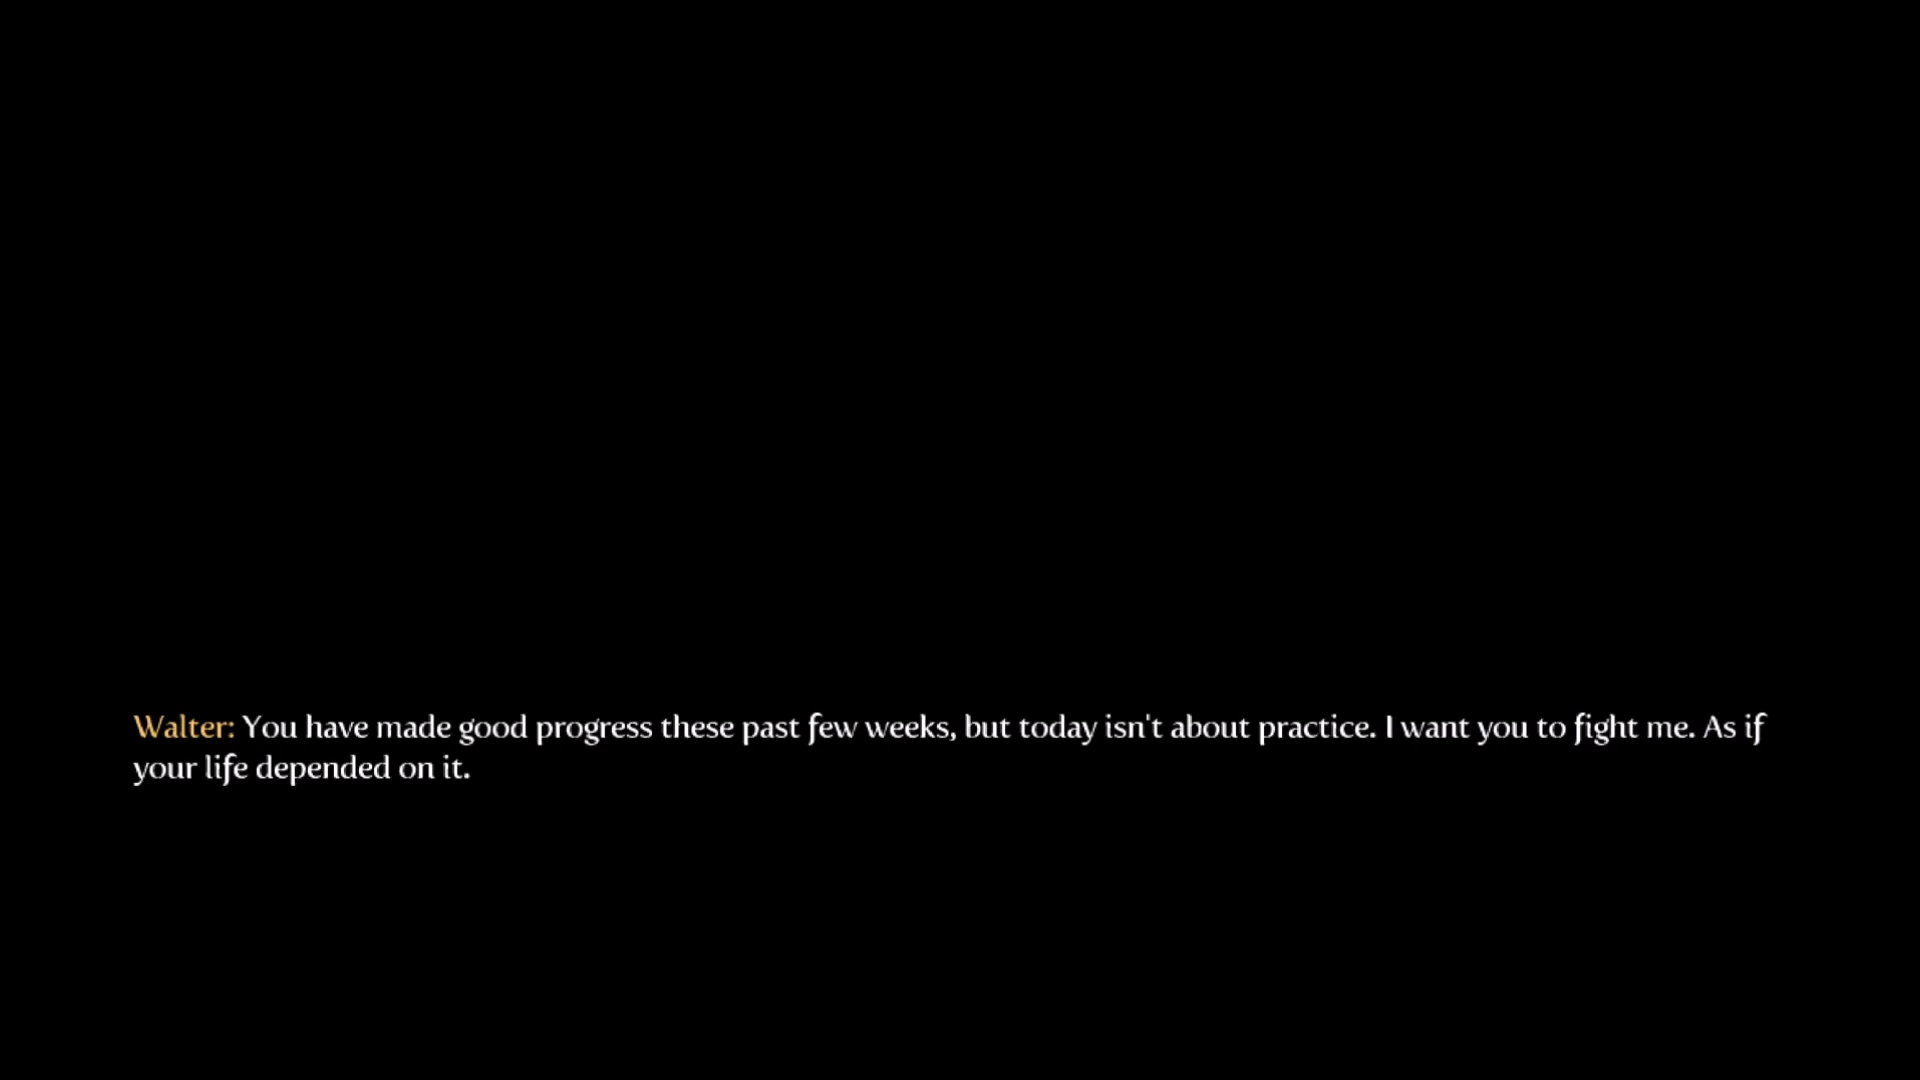 Walter: You have made good progress these past few weeks, but today isn't about practice. I want you to fight me. As if
your life depended on it.